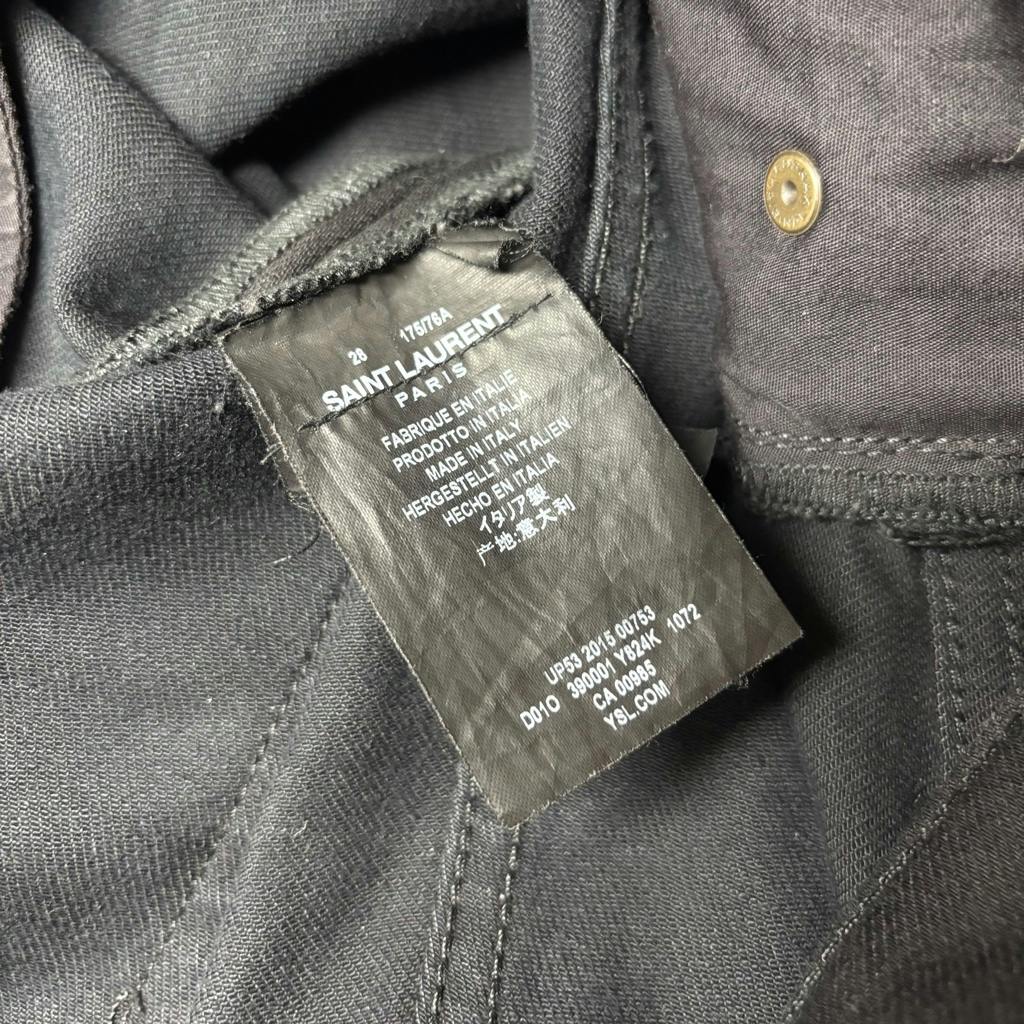 28 175/76A
SAINT LAURENT
PARIS
FABRIQUE EN ITALIE
PRODOTTO IN ITALIA
MADE IN ITALY
HERGESTELLT IN ITALIEN
HECHO EN ITALIA
イタリア製
产地:意大利
UP53 2015 00753
D01O 390001 Y824K 1072
CA 00985
YSL.COM